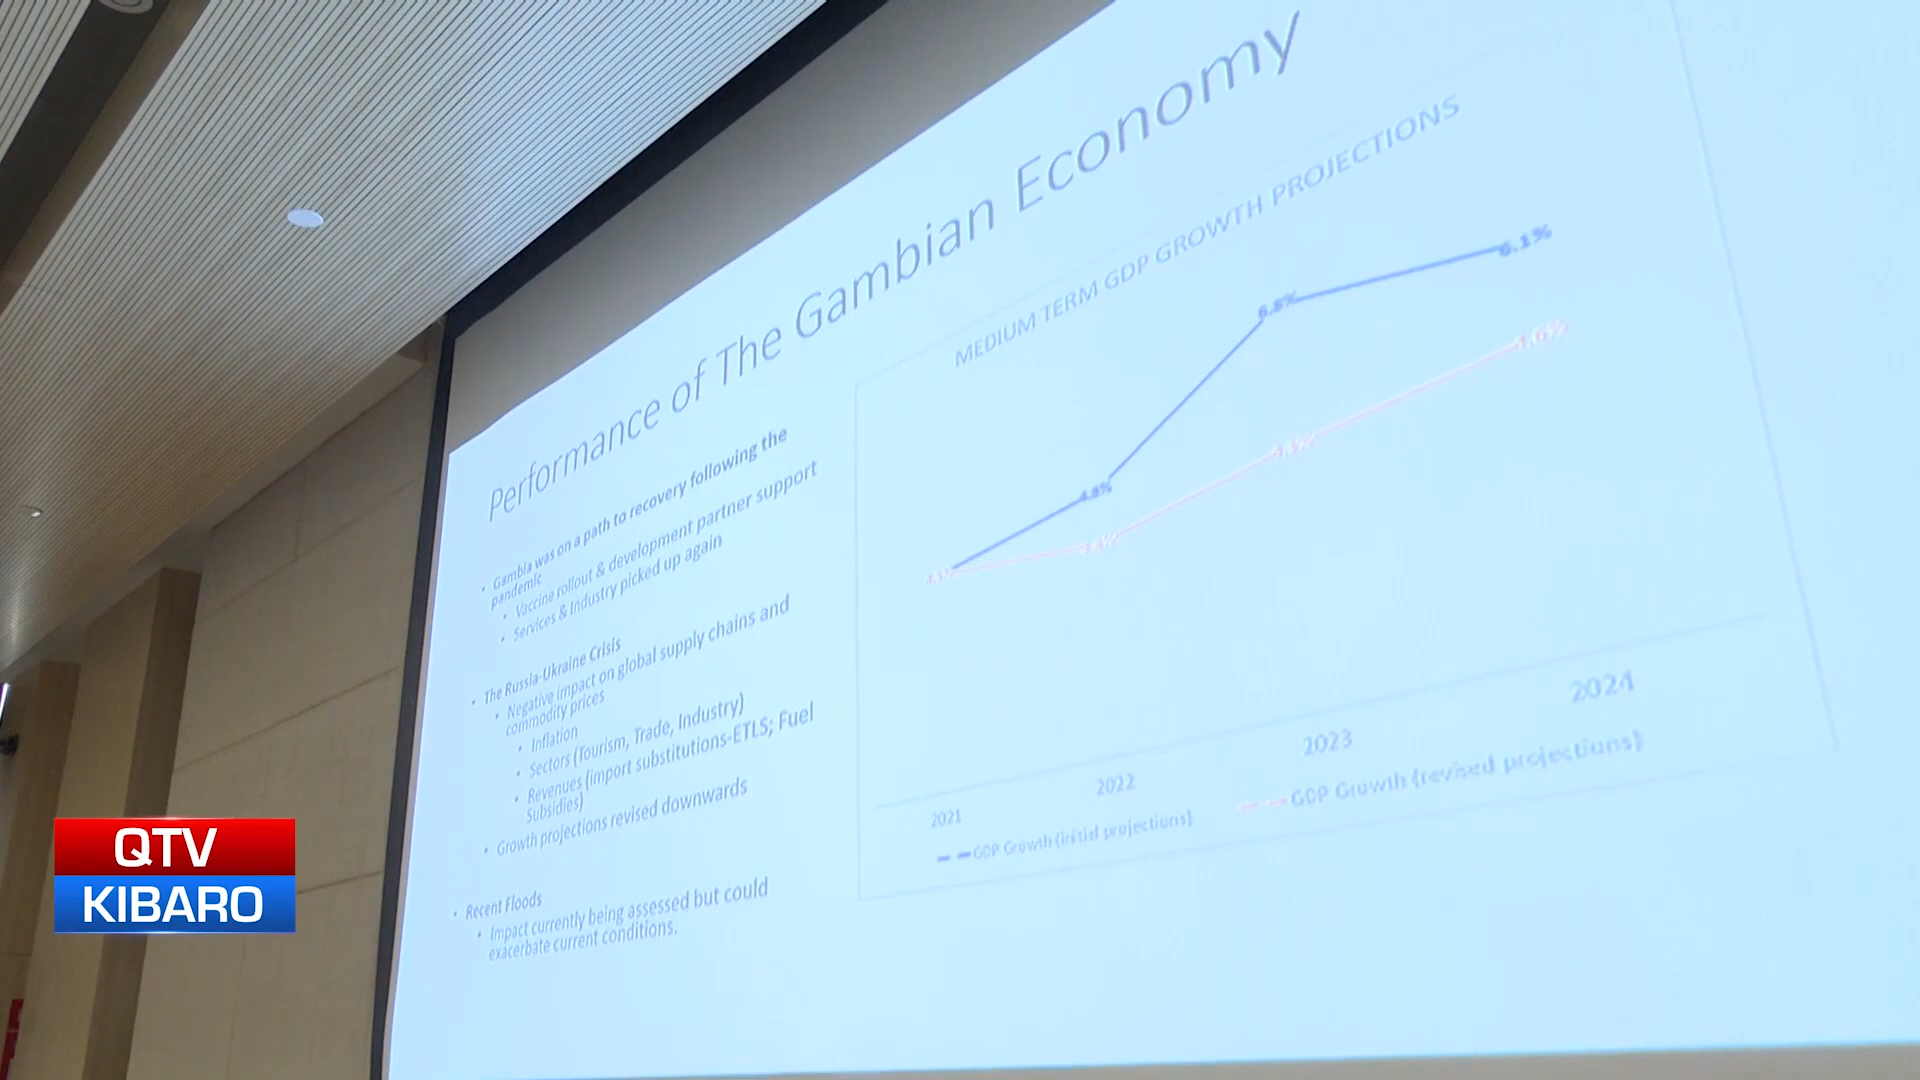 Performance of The Gambian Economy
• Gambia was on a path to recovery following the
pandemic
• Vaccine rollout & development partner support
• Services & Industry picked up again
• The Russia-Ukraine Crisis
• Negative impact on global supply chains and
commodity prices
• Inflation
• Sectors (Tourism, Trade, Industry)
• Revenues (import substitutions-ETLS; Fuel
Subsidies)
• Growth projections revised downwards
• Recent Floods
• Impact currently being assessed but could
exacerbate current conditions.
MEDIUM TERM GDP GROWTH PROJECTIONS
6.1%
4.8%
2021
2022
2023
2024
GDP Growth (initial projections)
GDP Growth (revised projections)
QTV
KIBARO